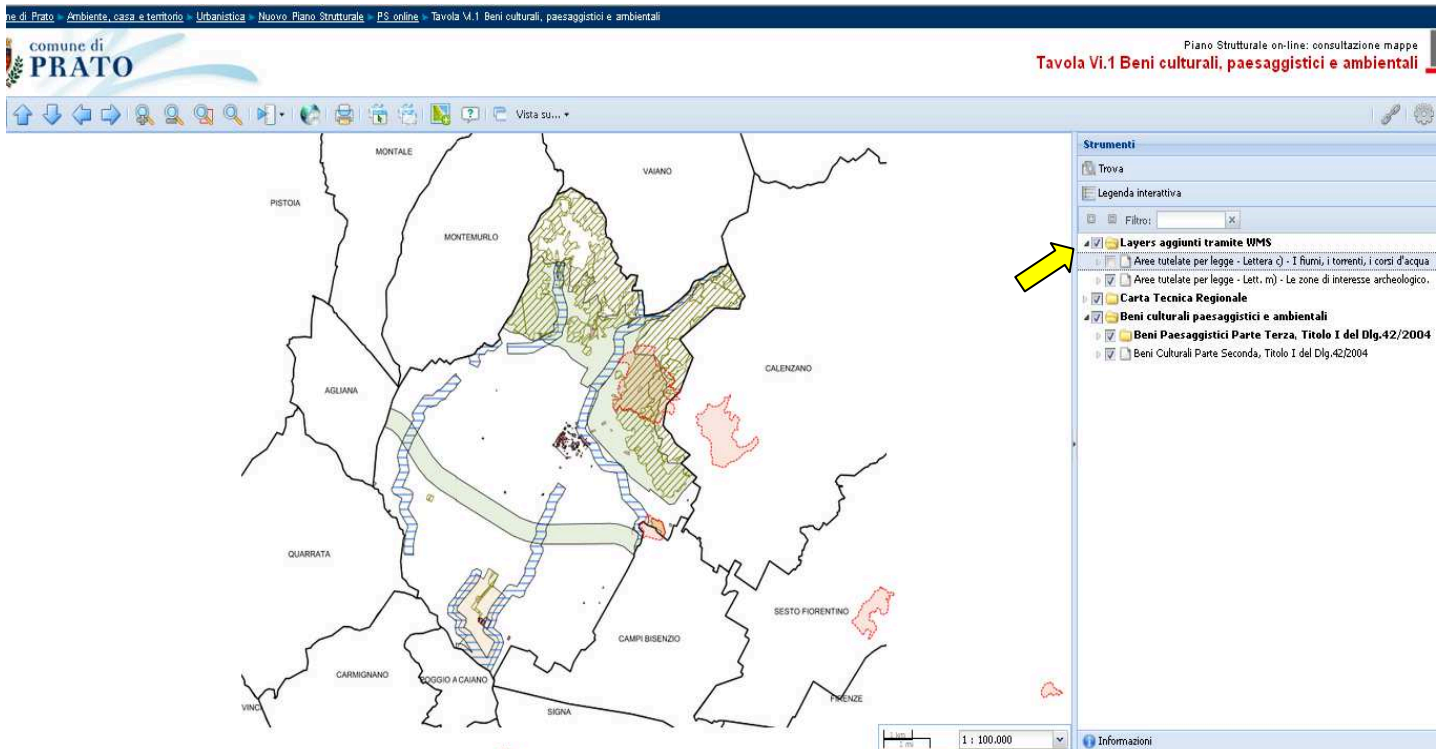 ne di Prato > Ambiente, casa e territorio > Urbanistica > Nuovo Piano Strutturale > PS online > Tavola Vi.1 Beni culturali, paesaggistici e ambientali
comune di
PRATO
Piano Strutturale on-line: consultazione mappe
Tavola Vi.1 Beni culturali, paesaggistici e ambientali
Vista su...
Strumenti
Trova
Legenda interattiva
Filtro:
Layers aggiunti tramite WMS
Aree tutelate per legge - Lettera c) - I fiumi, i torrenti, i corsi d'acqua
Aree tutelate per legge - Lett. m) - Le zone di interesse archeologico.
Carta Tecnica Regionale
Beni culturali paesaggistici e ambientali
Beni Paesaggistici Parte Terza, Titolo I del Dlg.42/2004
Beni Culturali Parte Seconda, Titolo I del Dlg.42/2004
MONTALE
VAIANO
PISTOIA
MONTEMURLO
CALENZANO
AGLIANA
QUARRATA
SESTO FIORENTINO
CAMPI BISENZIO
CARMIGNANO
POGGIO A CAIANO
VINCI
SIGNA
FIRENZE
1 km
1 mi
1 : 100.000
Informazioni